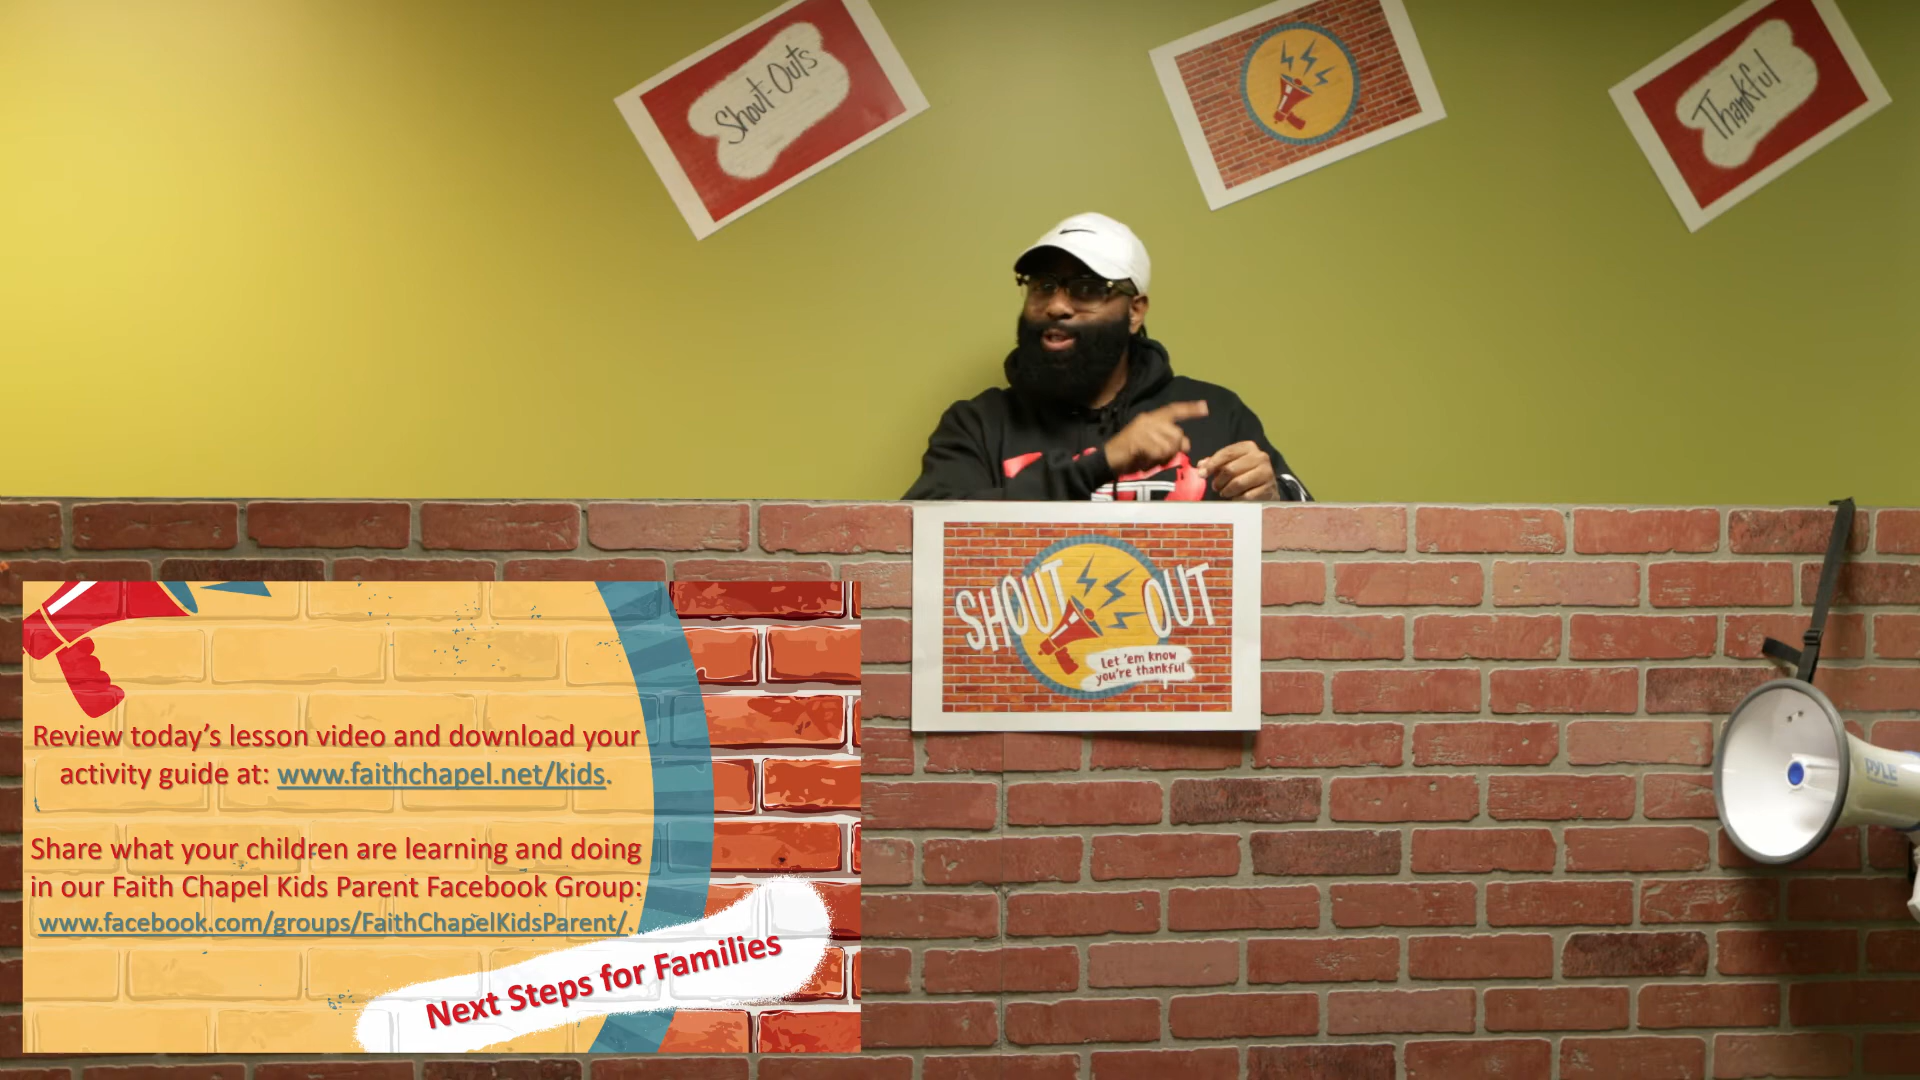 Shout-Outs
Thankful
SHOUT OUT
Let 'em know
you're thankful
PYLE
Review today's lesson video and download your
activity guide at: www.faithchapel.net/kids.
Share what your children are learning and doing
in our Faith Chapel Kids Parent Facebook Group:
www.facebook.com/groups/FaithChapelKidsParent/.
Next Steps for Families